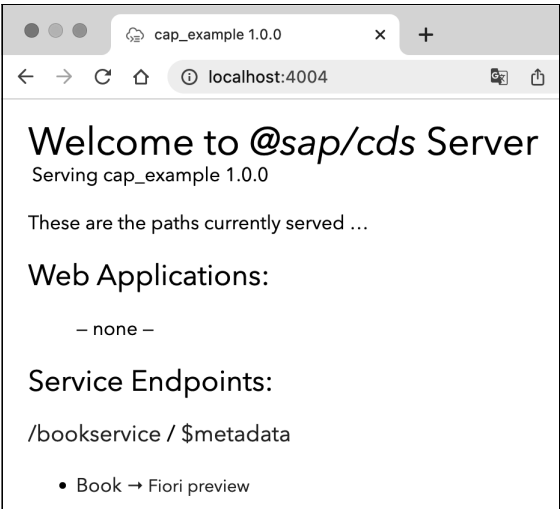 cap_example 1.0.0
localhost:4004
Welcome to @sap/cds Server
Serving cap_example 1.0.0
These are the paths currently served …
Web Applications:
– none –
Service Endpoints:
/bookservice / $metadata
• Book → Fiori preview